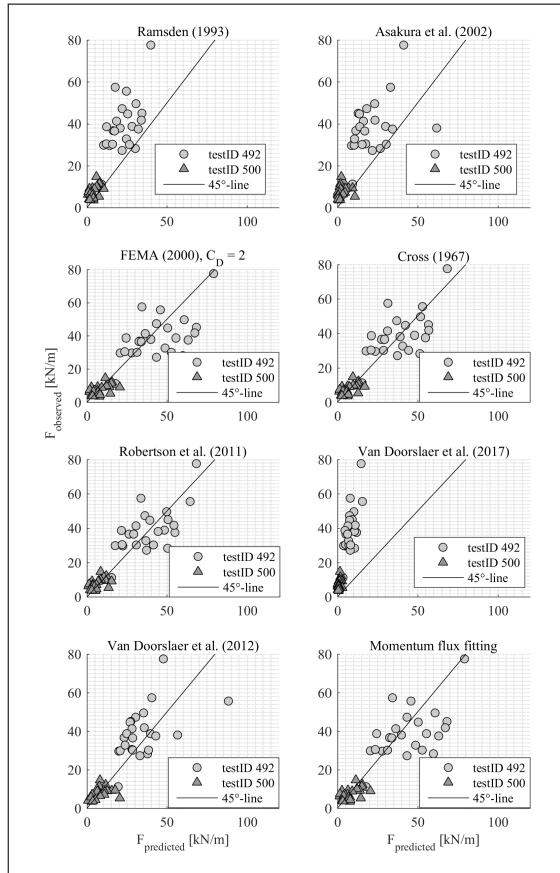 Ramsden (1993)
80
60
40
20
0
0 50 100
testID 492
testID 500
45°-line
Asakura et al. (2002)
80
60
40
20
0
0 50 100
testID 492
testID 500
45°-line
FEMA (2000), C_D = 2
80
60
40
20
0
0 50 100
testID 492
testID 500
45°-line
Cross (1967)
80
60
40
20
0
0 50 100
testID 492
testID 500
45°-line
F_observed [kN/m]
Robertson et al. (2011)
80
60
40
20
0
0 50 100
testID 492
testID 500
45°-line
Van Doorslaer et al. (2017)
80
60
40
20
0
0 50 100
testID 492
testID 500
45°-line
Van Doorslaer et al. (2012)
80
60
40
20
0
0 50 100
testID 492
testID 500
45°-line
F_predicted [kN/m]
Momentum flux fitting
80
60
40
20
0
0 50 100
testID 492
testID 500
45°-line
F_predicted [kN/m]